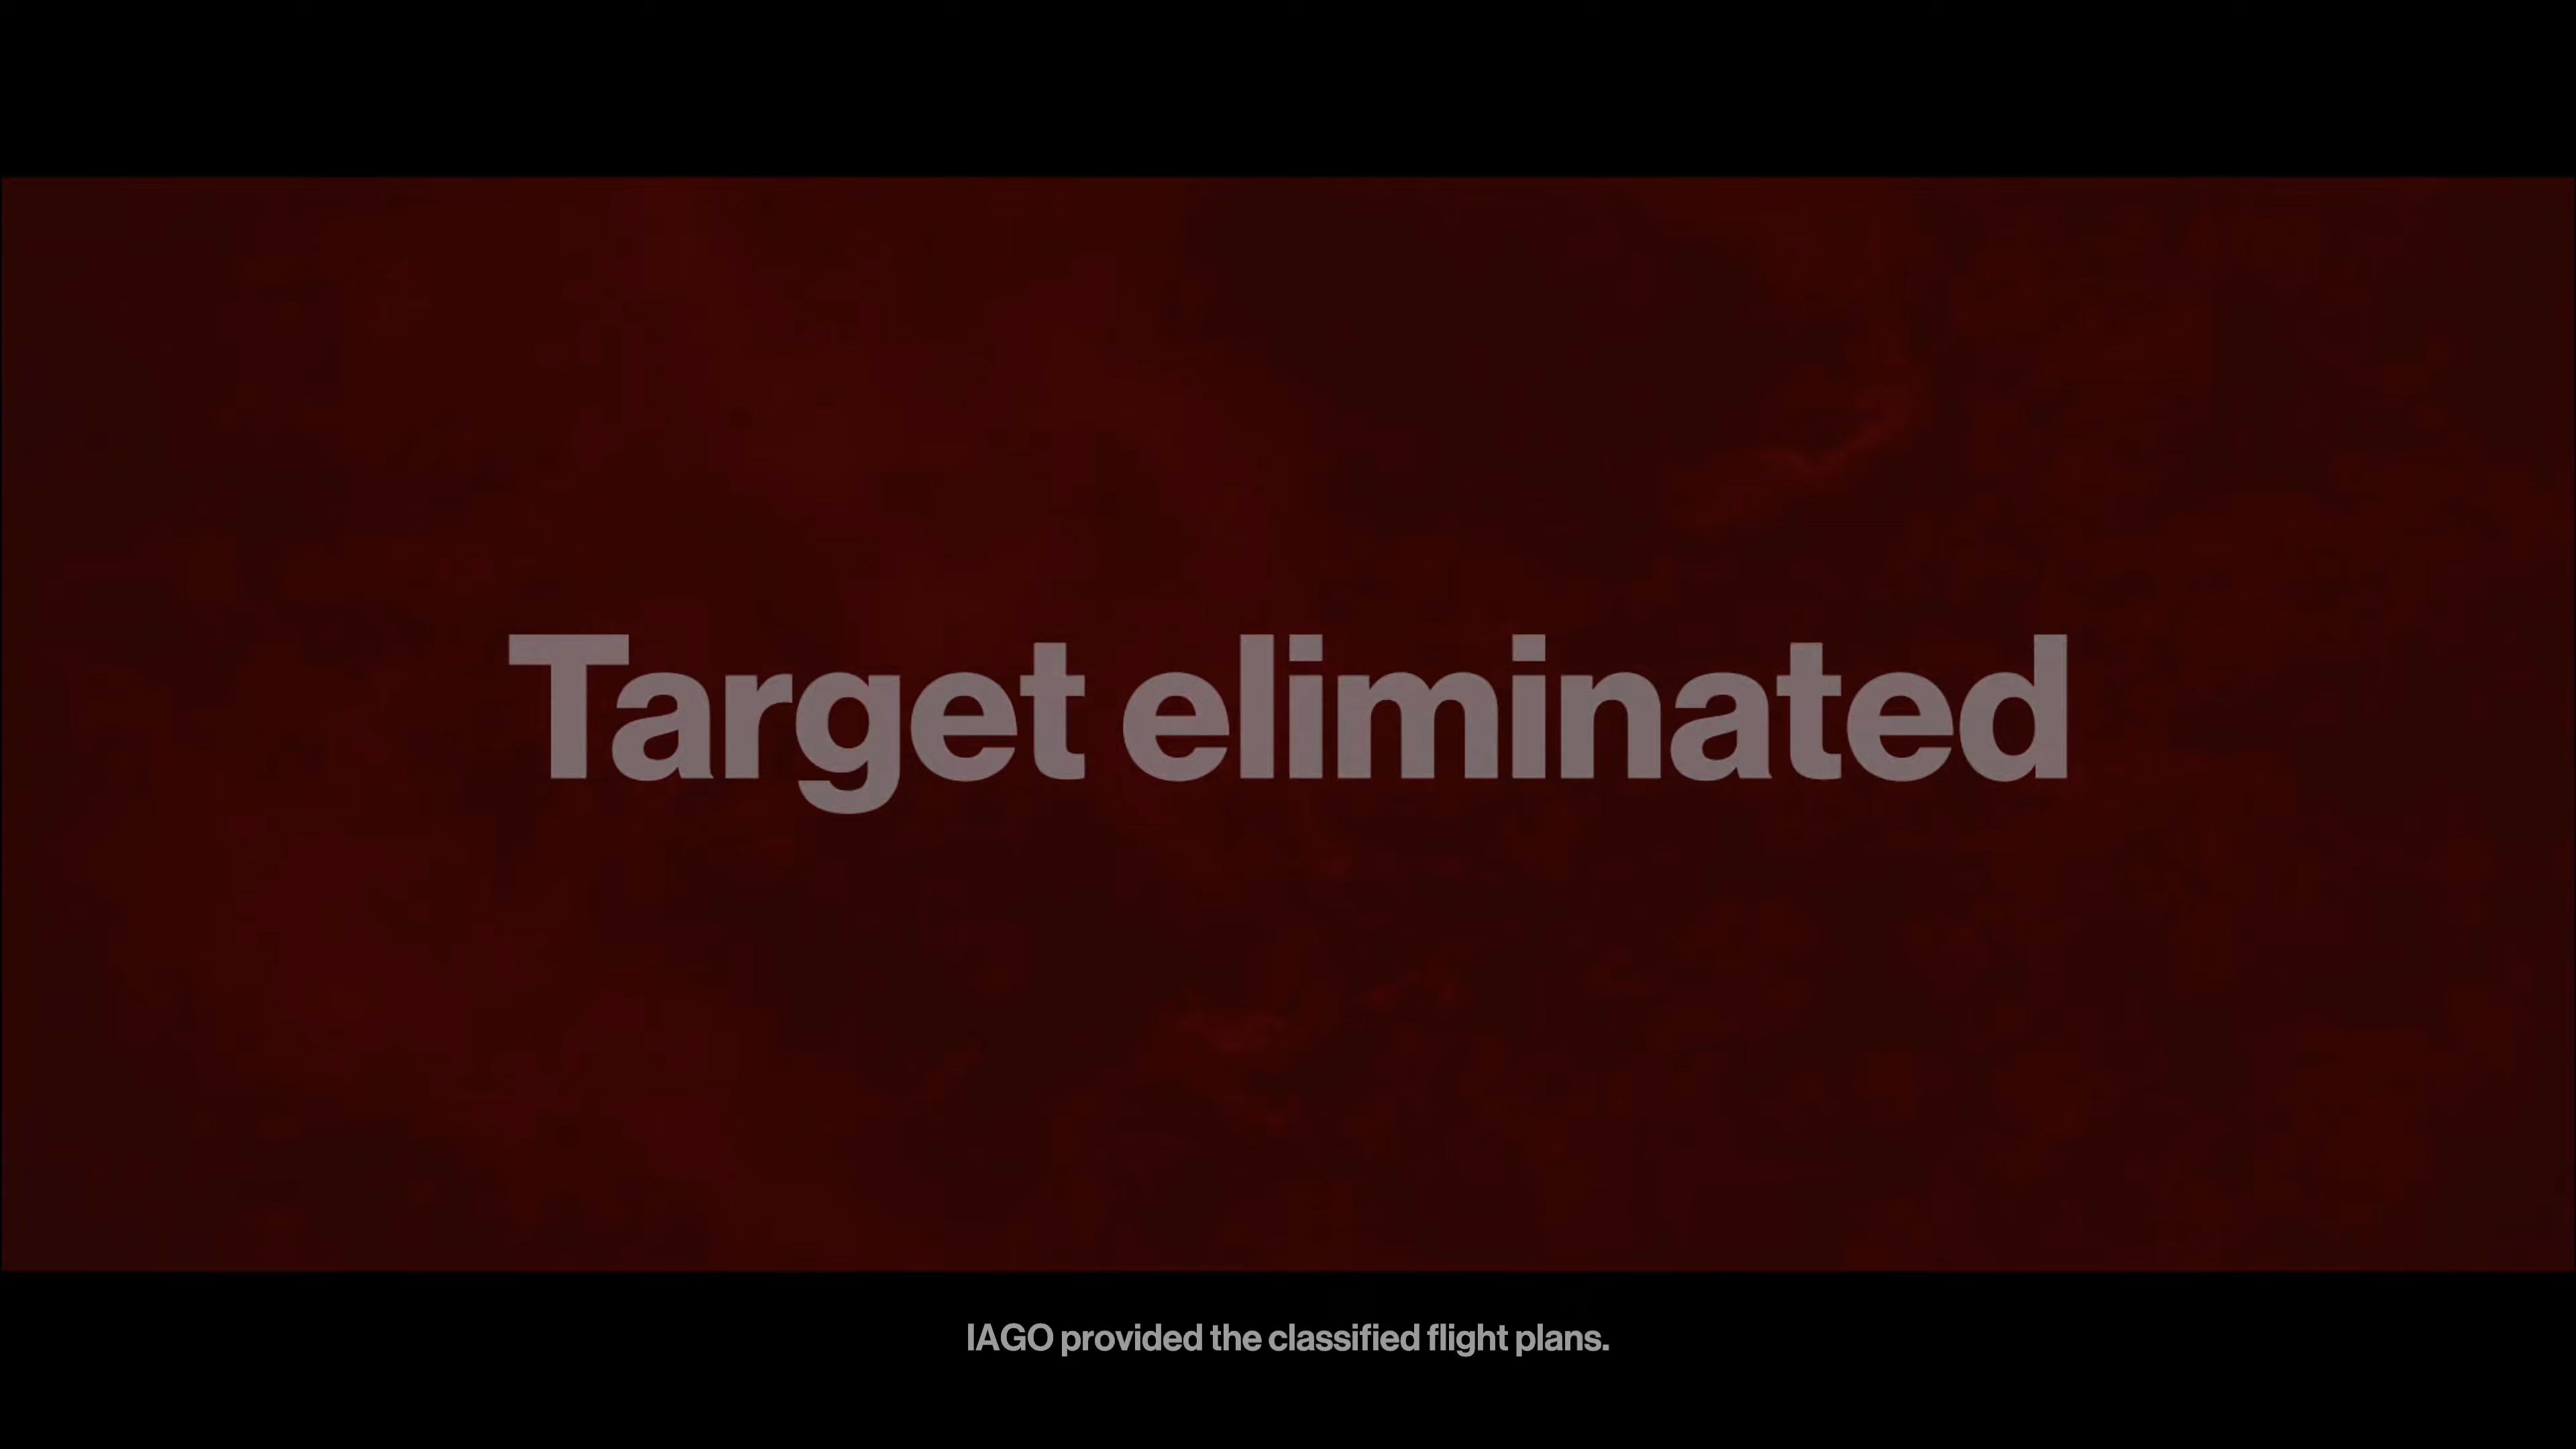 Target eliminated
IAGO provided the classified flight plans.